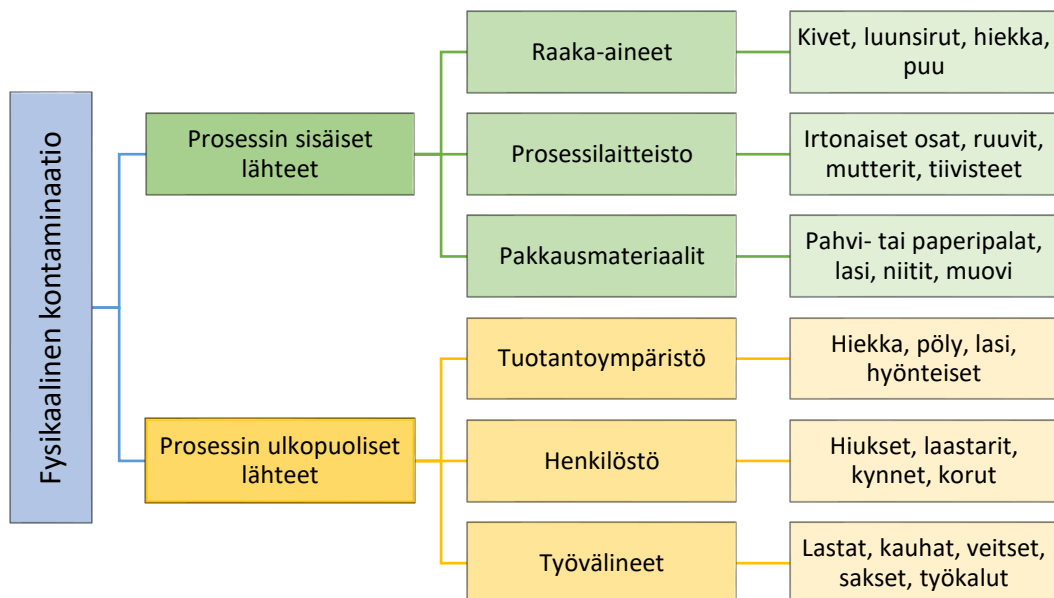 Fysikaalinen kontaminaatio
Prosessin sisäiset
lähteet
Raaka-aineet
Kivet, luunsirut, hiekka,
puu
Prosessilaitteisto
Irtonaiset osat, ruuvit,
mutterit, tiivisteet
Pakkausmateriaalit
Pahvi- tai paperipalat,
lasi, niitit, muovi
Prosessin ulkopuoliset
lähteet
Tuotantoympäristö
Hiekka, pöly, lasi,
hyönteiset
Henkilöstö
Hiukset, laastarit,
kynnet, korut
Työvälineet
Lastat, kauhat, veitset,
sakset, työkalut